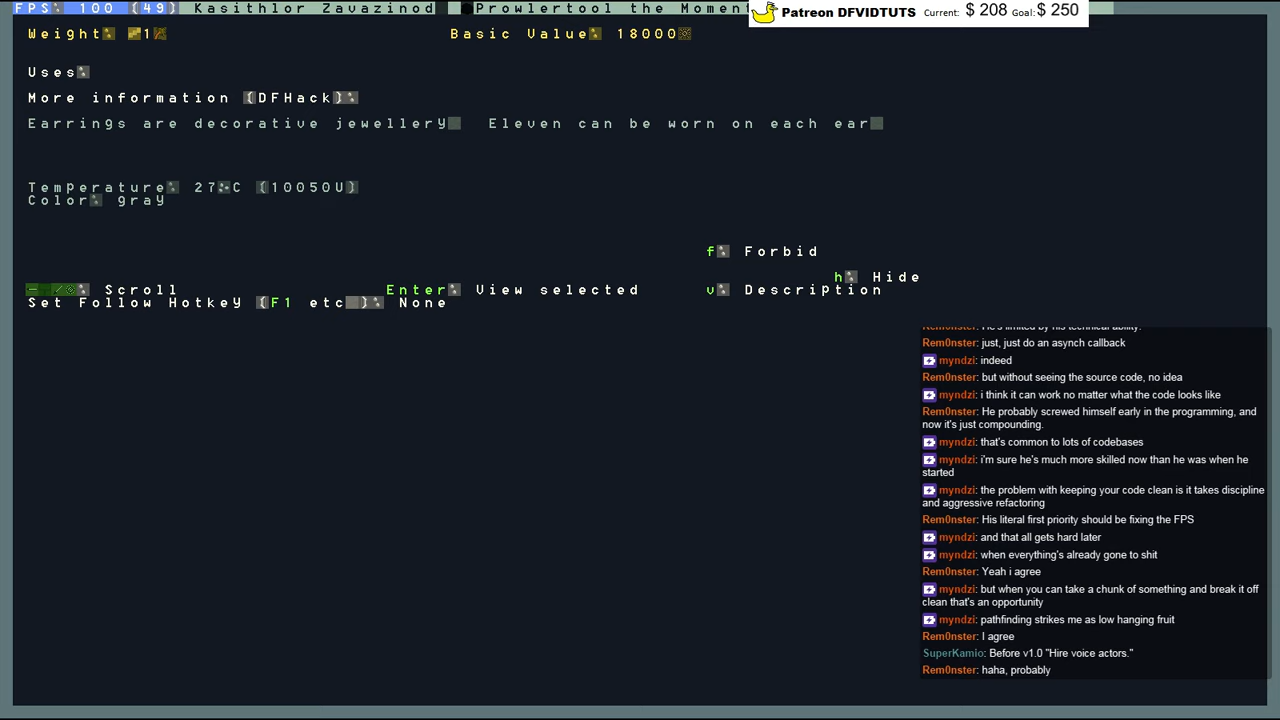 FPS: 100 (49) Kasithlor Zavazinod Prowlertool the Moment
Patreon DFVIDTUTS Current: $ 208 Goal: $ 250
Weight: 1 Basic Value: 18000
Uses:
More information (DFHack):
Earrings are decorative jewellery. Eleven can be worn on each ear.
Temperature: 27°C (10050U)
Color: gray
f: Forbid
h: Hide
Scroll Enter: View selected v: Description
Set Follow Hotkey (F1 etc.): None
Rem0nster: He's limited by his technical ability.
Rem0nster: just, just do an asynch callback
myndzi: indeed
Rem0nster: but without seeing the source code, no idea
myndzi: i think it can work no matter what the code looks like
Rem0nster: He probably screwed himself early in the programming, and
now it's just compounding.
myndzi: that's common to lots of codebases
myndzi: i'm sure he's much more skilled now than he was when he
started
myndzi: the problem with keeping your code clean is it takes discipline
and aggressive refactoring
Rem0nster: His literal first priority should be fixing the FPS
myndzi: and that all gets hard later
myndzi: when everything's already gone to shit
Rem0nster: Yeah i agree
myndzi: but when you can take a chunk of something and break it off
clean that's an opportunity
myndzi: pathfinding strikes me as low hanging fruit
Rem0nster: I agree
SuperKamio: Before v1.0 "Hire voice actors."
Rem0nster: haha, probably